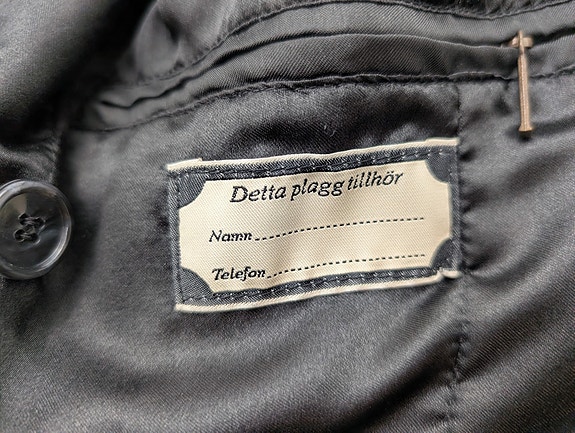 Detta plagg tillhör
Namn
Telefon